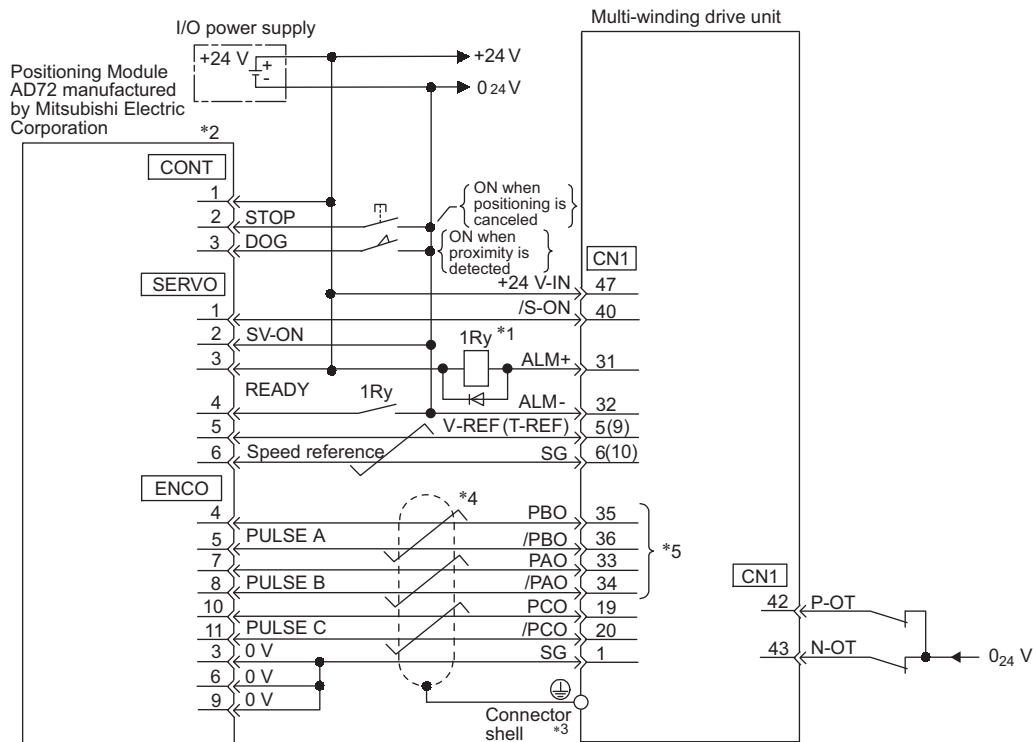 Multi-winding drive unit
I/O power supply
+24 V
+
-
+24 V
0 24 V
Positioning Module
AD72 manufactured
by Mitsubishi Electric
Corporation
*2
CONT
1
2 STOP
3 DOG
ON when
positioning is
canceled
ON when
proximity is
detected
CN1
SERVO
+24 V-IN 47
1 /S-ON 40
2 SV-ON
1Ry *1
3 ALM+ 31
READY
4 1Ry ALM- 32
5 V-REF (T-REF) 5(9)
6 Speed reference SG 6(10)
ENCO
*4
4 PBO 35
5 PULSE A /PBO 36
7 PAO 33
8 PULSE B /PAO 34
*5
10 PCO 19
11 PULSE C /PCO 20
3 0 V SG 1
6 0 V
9 0 V
Connector
shell *3
CN1
42 P-OT
43 N-OT
024 V